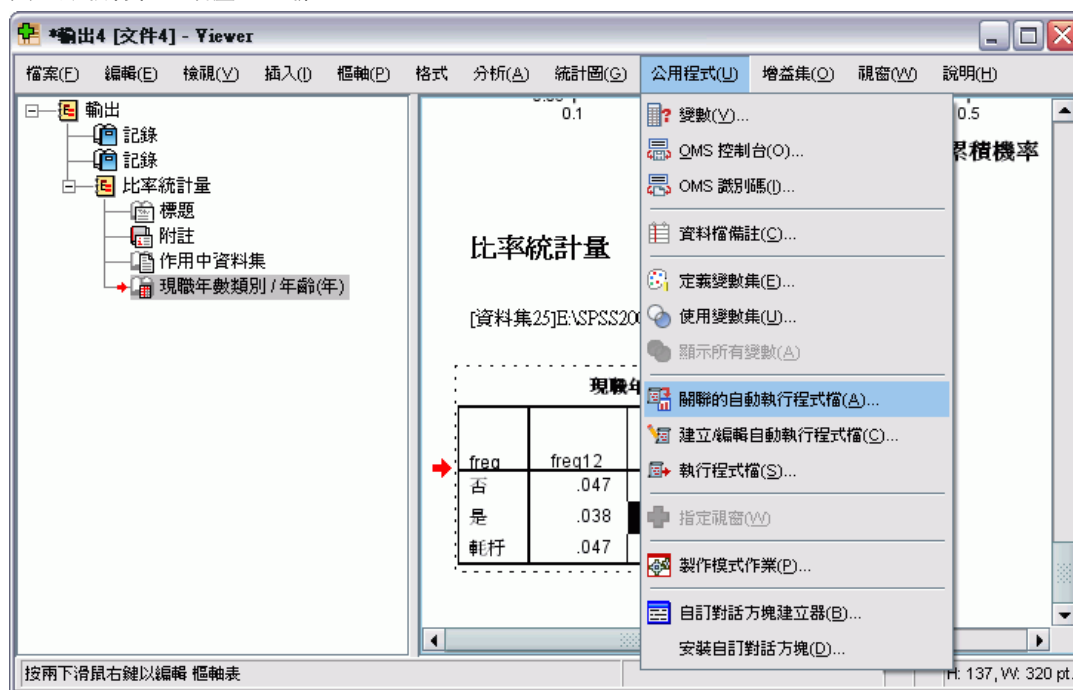 *輸出4 [文件4] - Viewer
檔案(F) 編輯(E) 檢視(V) 插入(I) 樞軸(P) 格式 分析(A) 統計圖(G) 公用程式(U) 增益集(O) 視窗(W) 說明(H)
輸出
記錄
記錄
比率統計量
標題
附註
作用中資料集
現職年數類別 / 年齡(年)
0.1
0.5
累積機率
比率統計量
[資料集25]E:\SPSS20
現職年
freq freq12
否 .047
是 .038
軞杅 .047
變數(V)...
OMS 控制台(O)...
OMS 識別碼(I)...
資料檔備註(C)...
定義變數集(E)...
使用變數集(U)...
顯示所有變數(A)
關聯的自動執行程式檔(A)...
建立/編輯自動執行程式檔(C)...
執行程式檔(S)...
指定視窗(W)
製作模式作業(P)...
自訂對話方塊建立器(B)...
安裝自訂對話方塊(D)...
按兩下滑鼠右鍵以編輯 樞軸表
H: 137, W: 320 pt.